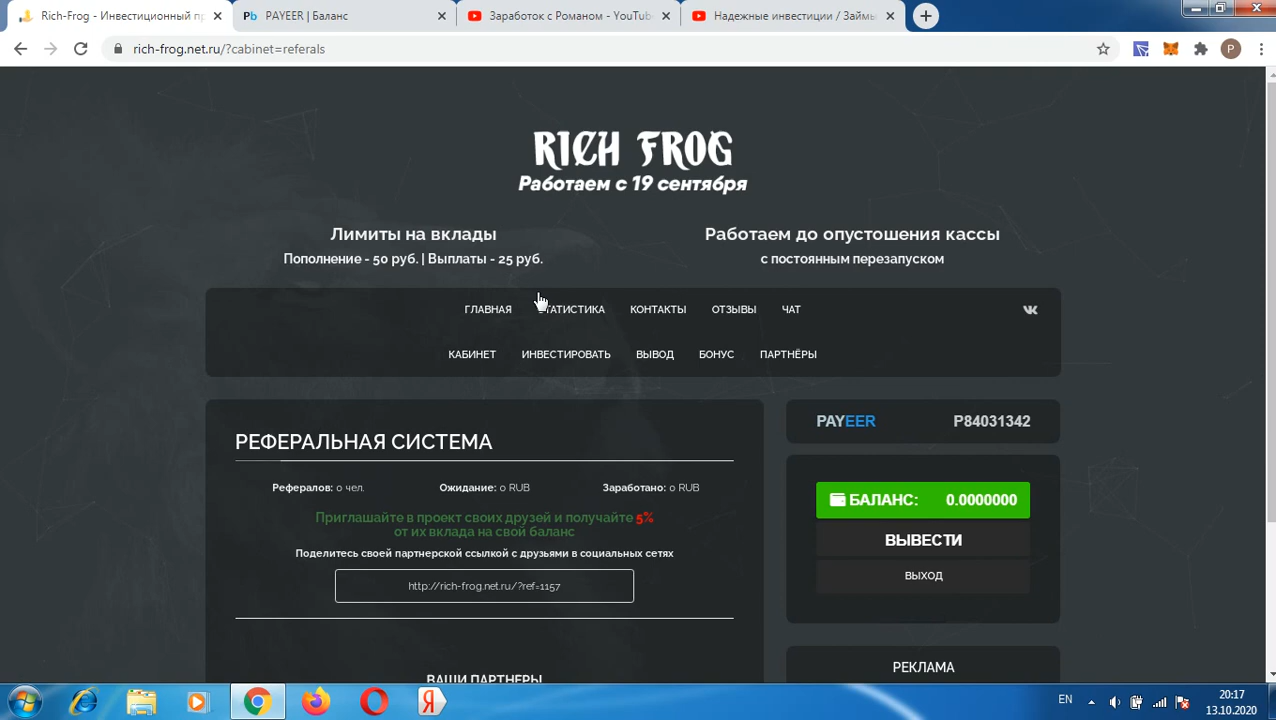 Rich-Frog - Инвестиционный пр
PAYEER | Баланс
Заработок с Романом - YouTub
Надежные инвестиции / Займы
rich-frog.net.ru/?cabinet=referals
P
RICH FROG
Работаем с 19 сентября
Лимиты на вклады
Пополнение - 50 руб. | Выплаты - 25 руб.
Работаем до опустошения кассы
с постоянным перезапуском
ГЛАВНАЯ СТАТИСТИКА КОНТАКТЫ ОТЗЫВЫ ЧАТ
КАБИНЕТ ИНВЕСТИРОВАТЬ ВЫВОД БОНУС ПАРТНЁРЫ
РЕФЕРАЛЬНАЯ СИСТЕМА
Рефералов: 0 чел. Ожидание: 0 RUB Заработано: 0 RUB
Приглашайте в проект своих друзей и получайте 5%
от их вклада на свой баланс
Поделитесь своей партнерской ссылкой с друзьями в социальных сетях
http://rich-frog.net.ru/?ref=1157
ВАШИ ПАРТНЕРЫ
PAYEER P84031342
БАЛАНС: 0.0000000
ВЫВЕСТИ
ВЫХОД
РЕКЛАМА
EN
20:17
13.10.2020